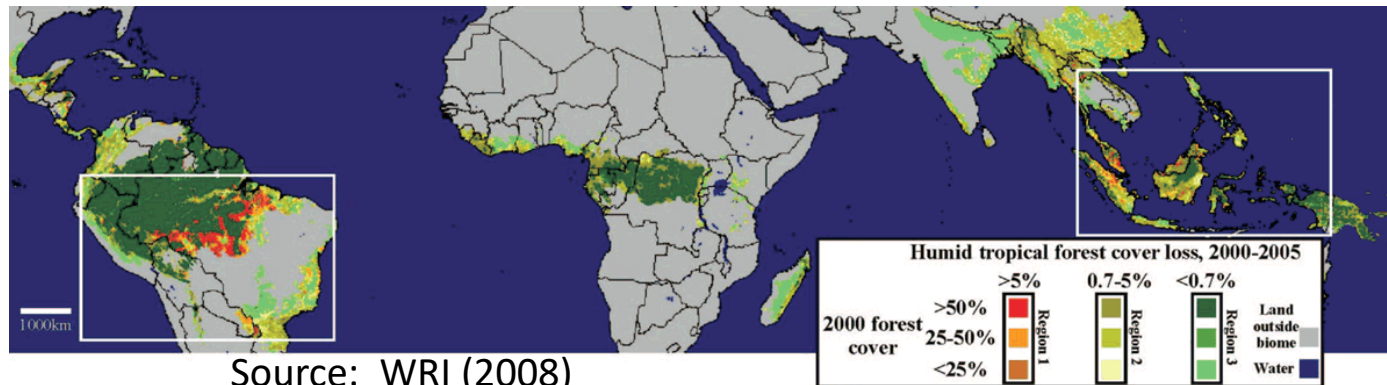 1000km
Humid tropical forest cover loss, 2000-2005
>5% 0.7-5% <0.7%
2000 forest cover
>50%
25-50%
<25%
Region 1
Region 2
Region 3
Land outside biome
Water
Source: WRI (2008)